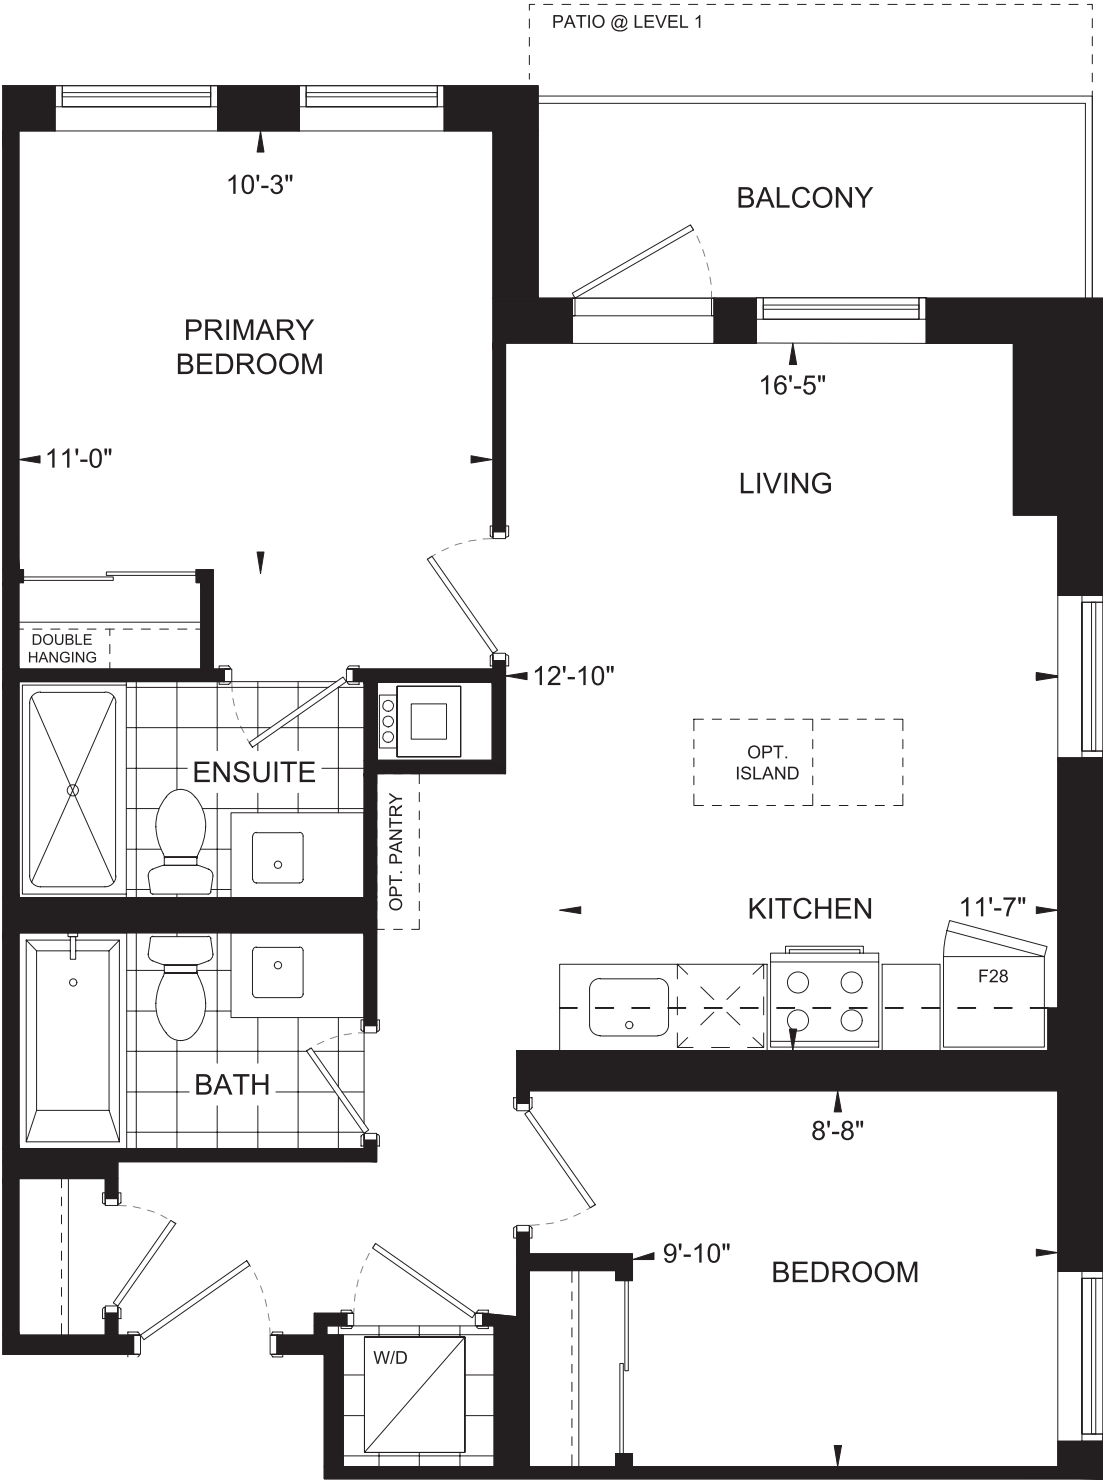 PATIO @ LEVEL 1
10'-3"
BALCONY
PRIMARY
BEDROOM
16'-5"
11'-0"
LIVING
DOUBLE
HANGING
12'-10"
OPT.
ISLAND
ENSUITE
OPT. PANTRY
KITCHEN
11'-7"
F28
BATH
8'-8"
9'-10"
BEDROOM
W/D